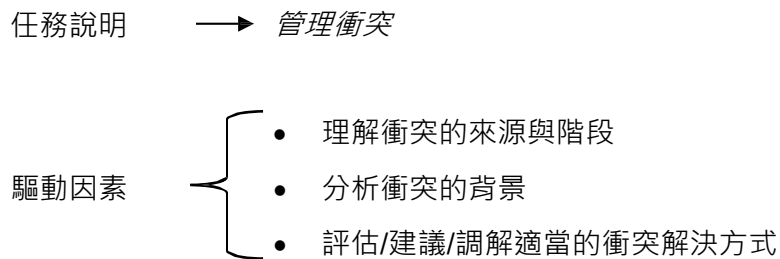 任務說明 管理衝突
• 理解衝突的來源與階段
驅動因素 • 分析衝突的背景
• 評估/建議/調解適當的衝突解決方式